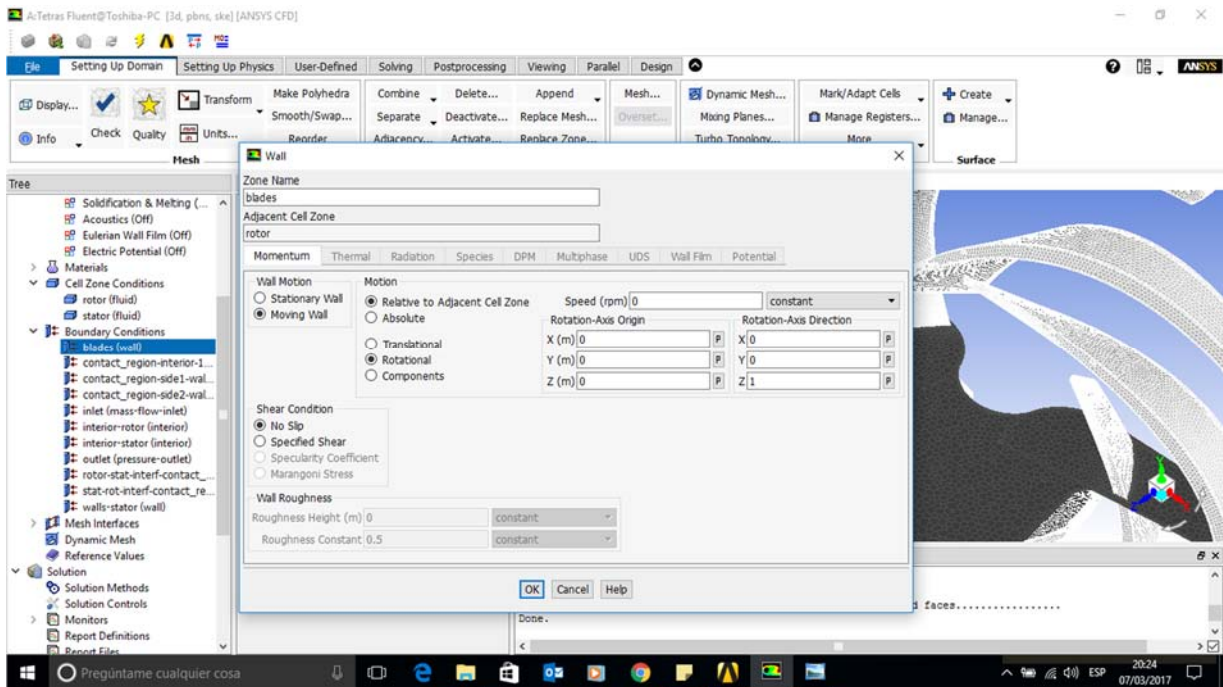 A:Tetras Fluent@Toshiba-PC [3d, pbns, ske] [ANSYS CFD]
File
Setting Up Domain
Setting Up Physics
User-Defined
Solving
Postprocessing
Viewing
Parallel
Design
ANSYS
Display...
Info
Check
Quality
Transform
Units...
Make Polyhedra
Smooth/Swap...
Reorder
Mesh
Combine
Separate
Adjacency...
Delete...
Deactivate...
Activate...
Append
Replace Mesh...
Replace Zone...
Mesh...
Overset...
Dynamic Mesh...
Mixing Planes...
Turbo Topology...
Mark/Adapt Cells
Manage Registers...
More
Create
Manage...
Surface
Tree
Solidification & Melting (...
Acoustics (Off)
Eulerian Wall Film (Off)
Electric Potential (Off)
Materials
Cell Zone Conditions
rotor (fluid)
stator (fluid)
Boundary Conditions
blades (wall)
contact_region-interior-1...
contact_region-side1-wal...
contact_region-side2-wal...
inlet (mass-flow-inlet)
interior-rotor (interior)
interior-stator (interior)
outlet (pressure-outlet)
rotor-stat-interf-contact_...
stat-rot-interf-contact_re...
walls-stator (wall)
Mesh Interfaces
Dynamic Mesh
Reference Values
Solution
Solution Methods
Solution Controls
Monitors
Report Definitions
Report Files
Wall
Zone Name
blades
Adjacent Cell Zone
rotor
Momentum
Thermal
Radiation
Species
DPM
Multiphase
UDS
Wall Film
Potential
Wall Motion
Stationary Wall
Moving Wall
Motion
Relative to Adjacent Cell Zone
Absolute
Translational
Rotational
Components
Speed (rpm) 0
constant
Rotation-Axis Origin
X (m) 0 P
Y (m) 0 P
Z (m) 0 P
Rotation-Axis Direction
X 0 P
Y 0 P
Z 1 P
Shear Condition
No Slip
Specified Shear
Specularity Coefficient
Marangoni Stress
Wall Roughness
Roughness Height (m) 0 constant
Roughness Constant 0.5 constant
OK
Cancel
Help
d faces.................
Done.
Pregúntame cualquier cosa
ESP
20:24
07/03/2017